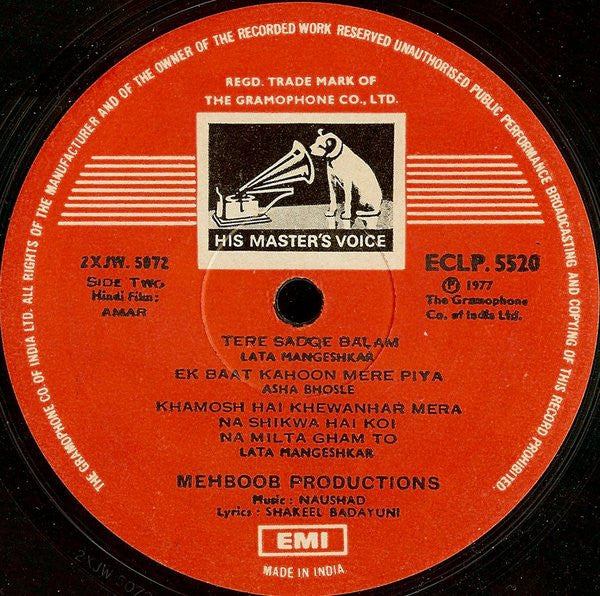 THE GRAMOPHONE CO. OF INDIA LTD. ALL RIGHTS OF THE MANUFACTURER AND OF THE OWNER OF THE RECORDED WORK RESERVED UNAUTHORISED PUBLIC PERFORMANCE BROADCASTING AND COPYING OF THIS RECORD PROHIBITED.
REGD. TRADE MARK OF
THE GRAMOPHONE CO., LTD.
HIS MASTER'S VOICE
2XJW. 5072
SIDE TWO
Hindi Film:
AMAR
ECLP. 5520
Ⓟ 1977
The Gramophone
Co. of India Ltd.
TERE SADQE BALAM
LATA MANGESHKAR
EK BAAT KAHOON MERE PIYA
ASHA BHOSLE
KHAMOSH HAI KHEWANHAR MERA
NA SHIKWA HAI KOI
NA MILTA GHAM TO
LATA MANGESHKAR
MEHBOOB PRODUCTIONS
Music : NAUSHAD
Lyrics : SHAKEEL BADAYUNI
EMI
MADE IN INDIA
2XJW 5072